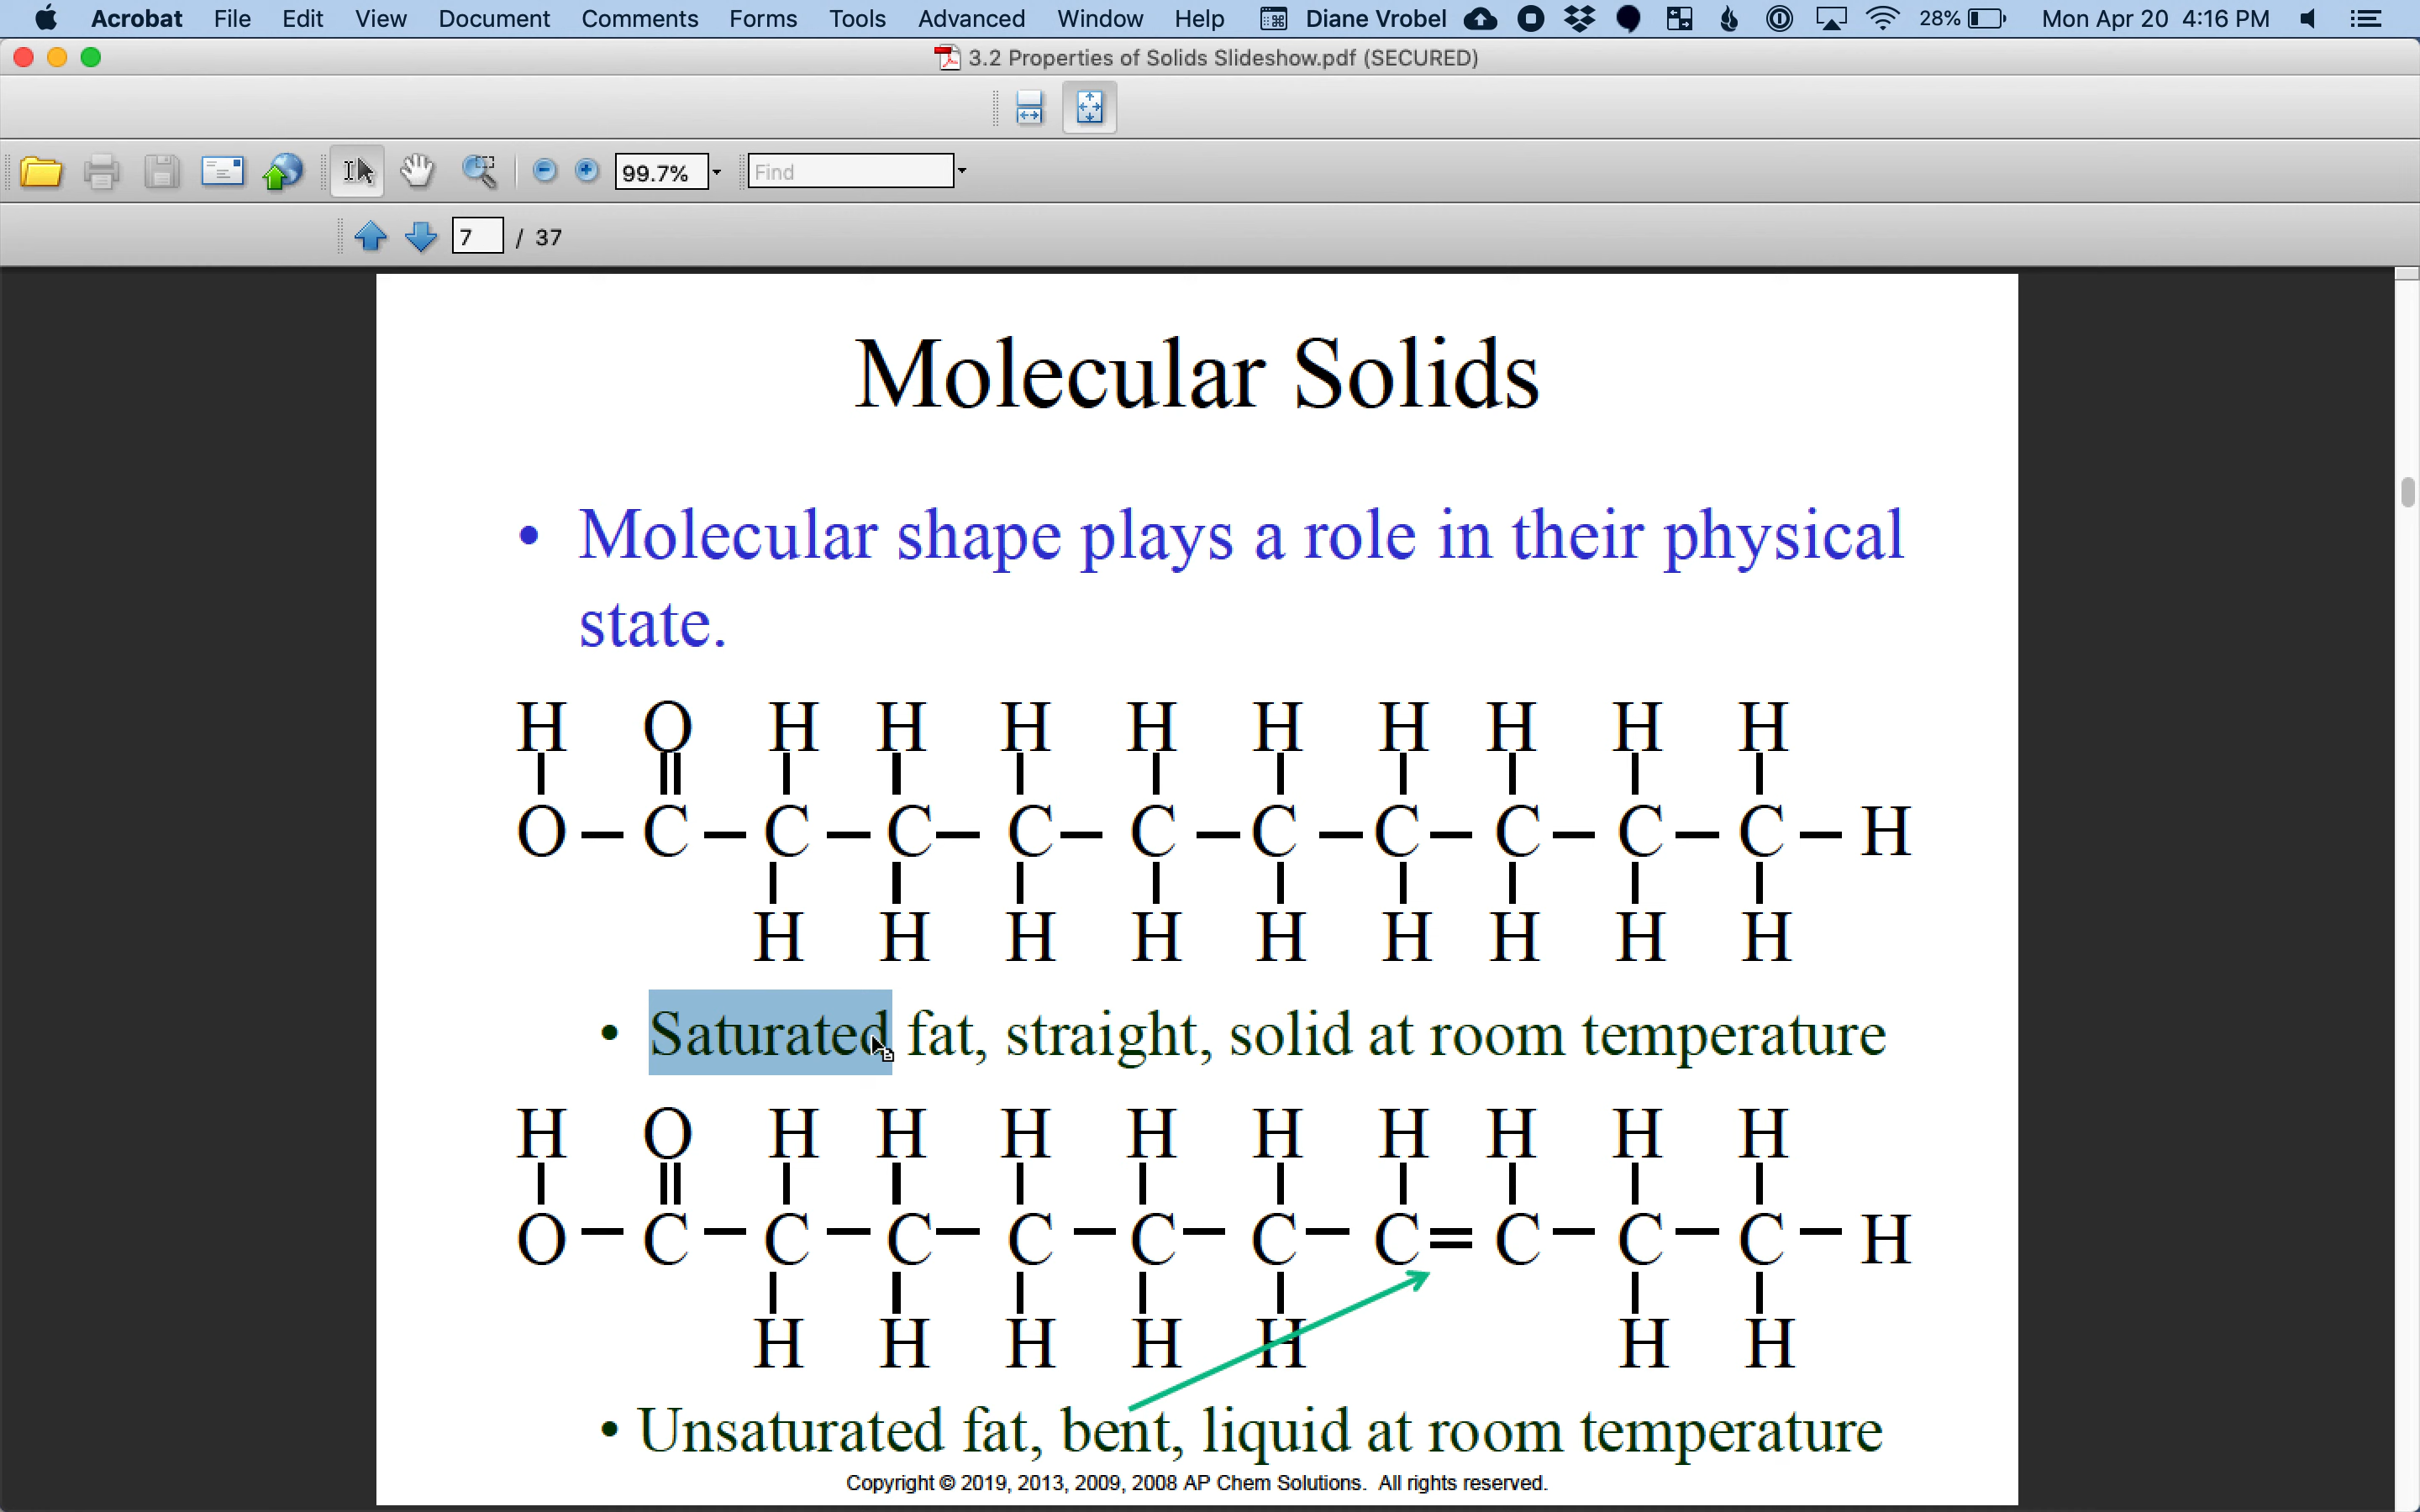 Acrobat File Edit View Document Comments Forms Tools Advanced Window Help Diane Vrobel 28% Mon Apr 20 4:16 PM
3.2 Properties of Solids Slideshow.pdf (SECURED)
99.7% Find
7 / 37
Molecular Solids
• Molecular shape plays a role in their physical
state.
H O H H H H H H H H H
O – C – C – C – C – C – C – C – C – C – C – H
H H H H H H H H H
• Saturated fat, straight, solid at room temperature
H O H H H H H H H H H
O – C – C – C – C – C – C – C = C – C – C – H
H H H H H H H
• Unsaturated fat, bent, liquid at room temperature
Copyright © 2019, 2013, 2009, 2008 AP Chem Solutions. All rights reserved.